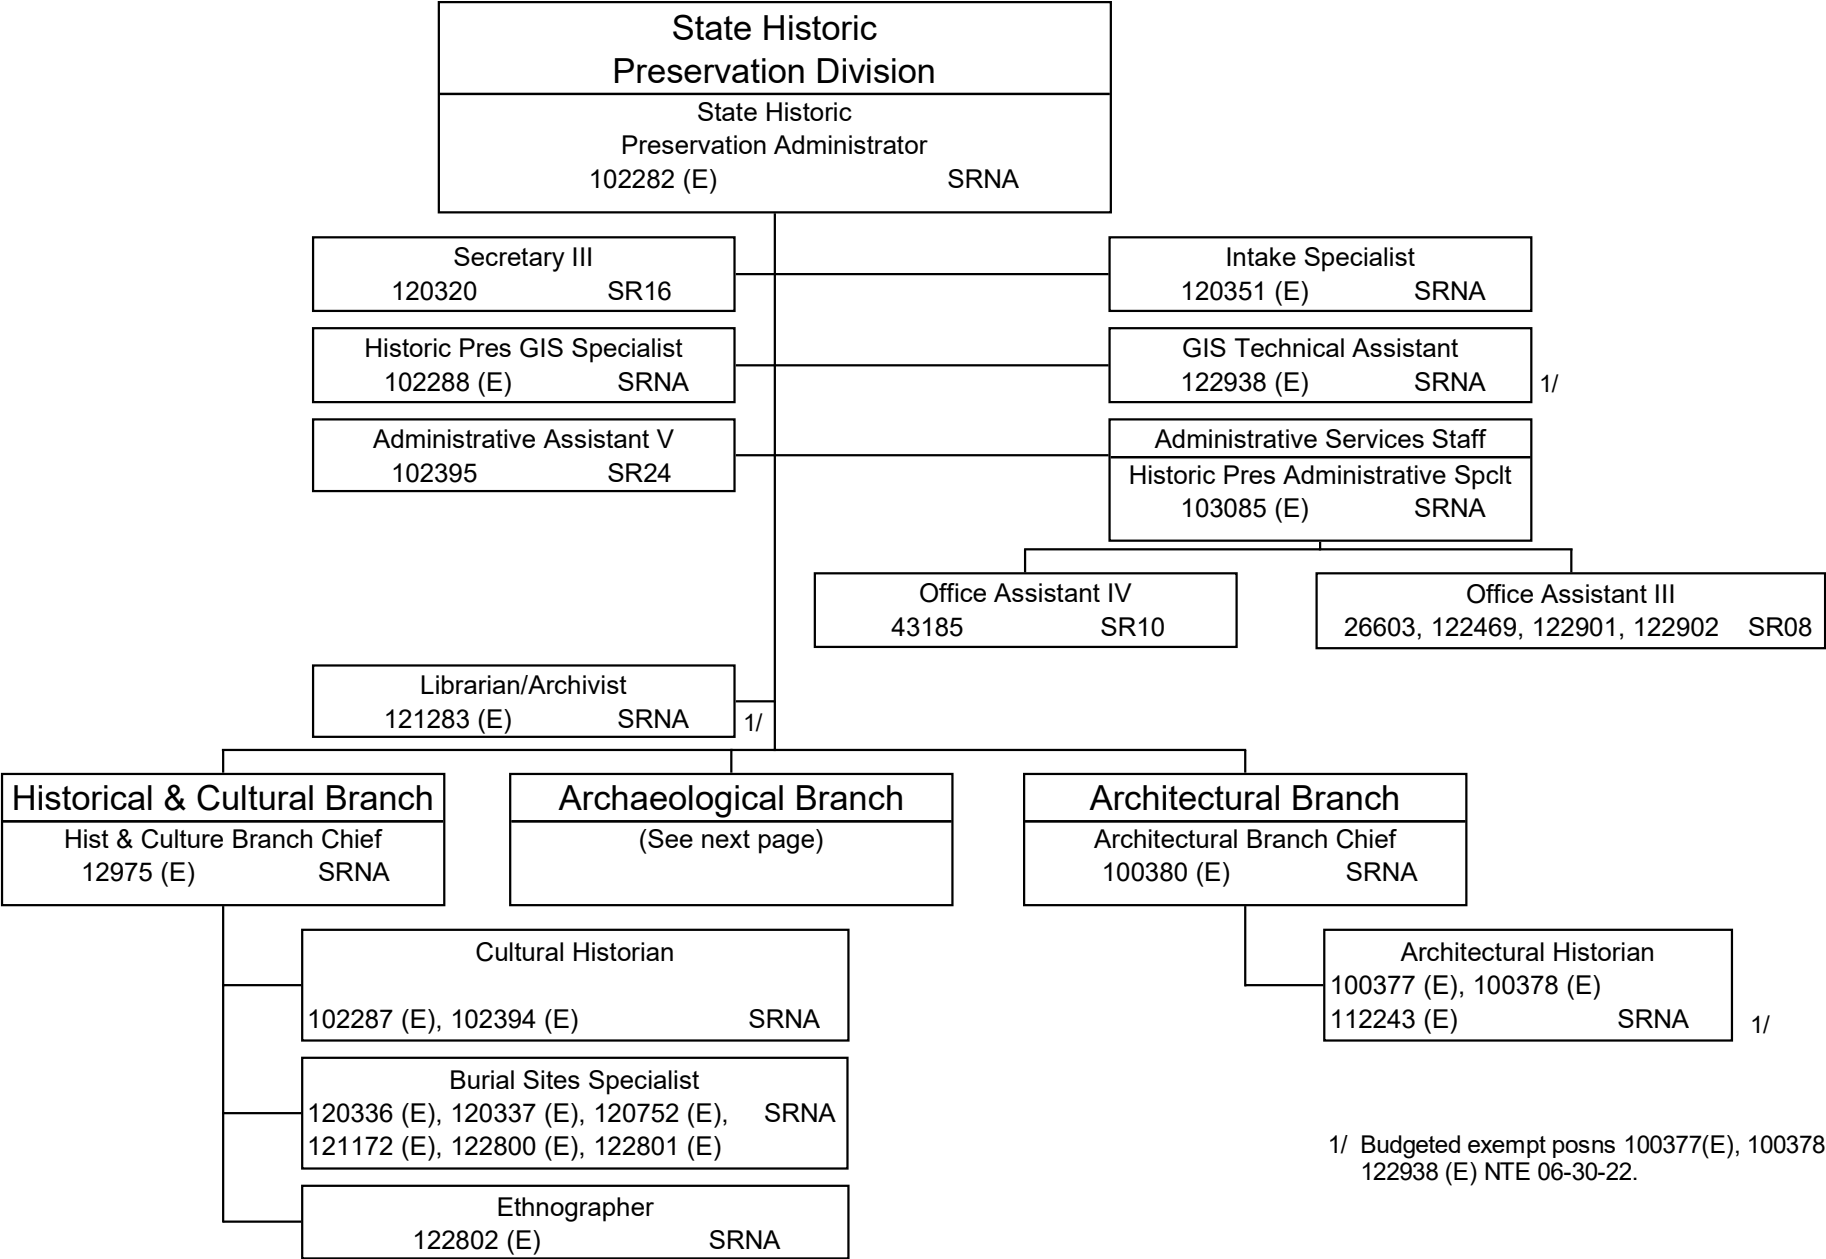 State Historic
Preservation Division
State Historic
Preservation Administrator
102282 (E) SRNA
Secretary III
120320 SR16
Intake Specialist
120351 (E) SRNA
Historic Pres GIS Specialist
102288 (E) SRNA
GIS Technical Assistant
122938 (E) SRNA 1/
Administrative Assistant V
102395 SR24
Administrative Services Staff
Historic Pres Administrative Spclt
103085 (E) SRNA
Office Assistant IV
43185 SR10
Office Assistant III
26603, 122469, 122901, 122902 SR08
Librarian/Archivist
121283 (E) SRNA 1/
Historical & Cultural Branch
Hist & Culture Branch Chief
12975 (E) SRNA
Archaeological Branch
(See next page)
Architectural Branch
Architectural Branch Chief
100380 (E) SRNA
Cultural Historian
102287 (E), 102394 (E) SRNA
Architectural Historian
100377 (E), 100378 (E)
112243 (E) SRNA 1/
Burial Sites Specialist
120336 (E), 120337 (E), 120752 (E), SRNA
121172 (E), 122800 (E), 122801 (E)
Ethnographer
122802 (E) SRNA
1/ Budgeted exempt posns 100377(E), 100378
122938 (E) NTE 06-30-22.